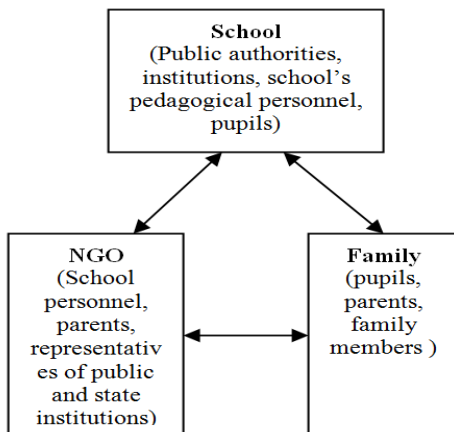 School
(Public authorities,
institutions, school's
pedagogical personnel,
pupils)
NGO
(School
personnel,
parents,
representativ
es of public
and state
institutions)
Family
(pupils,
parents,
family
members )